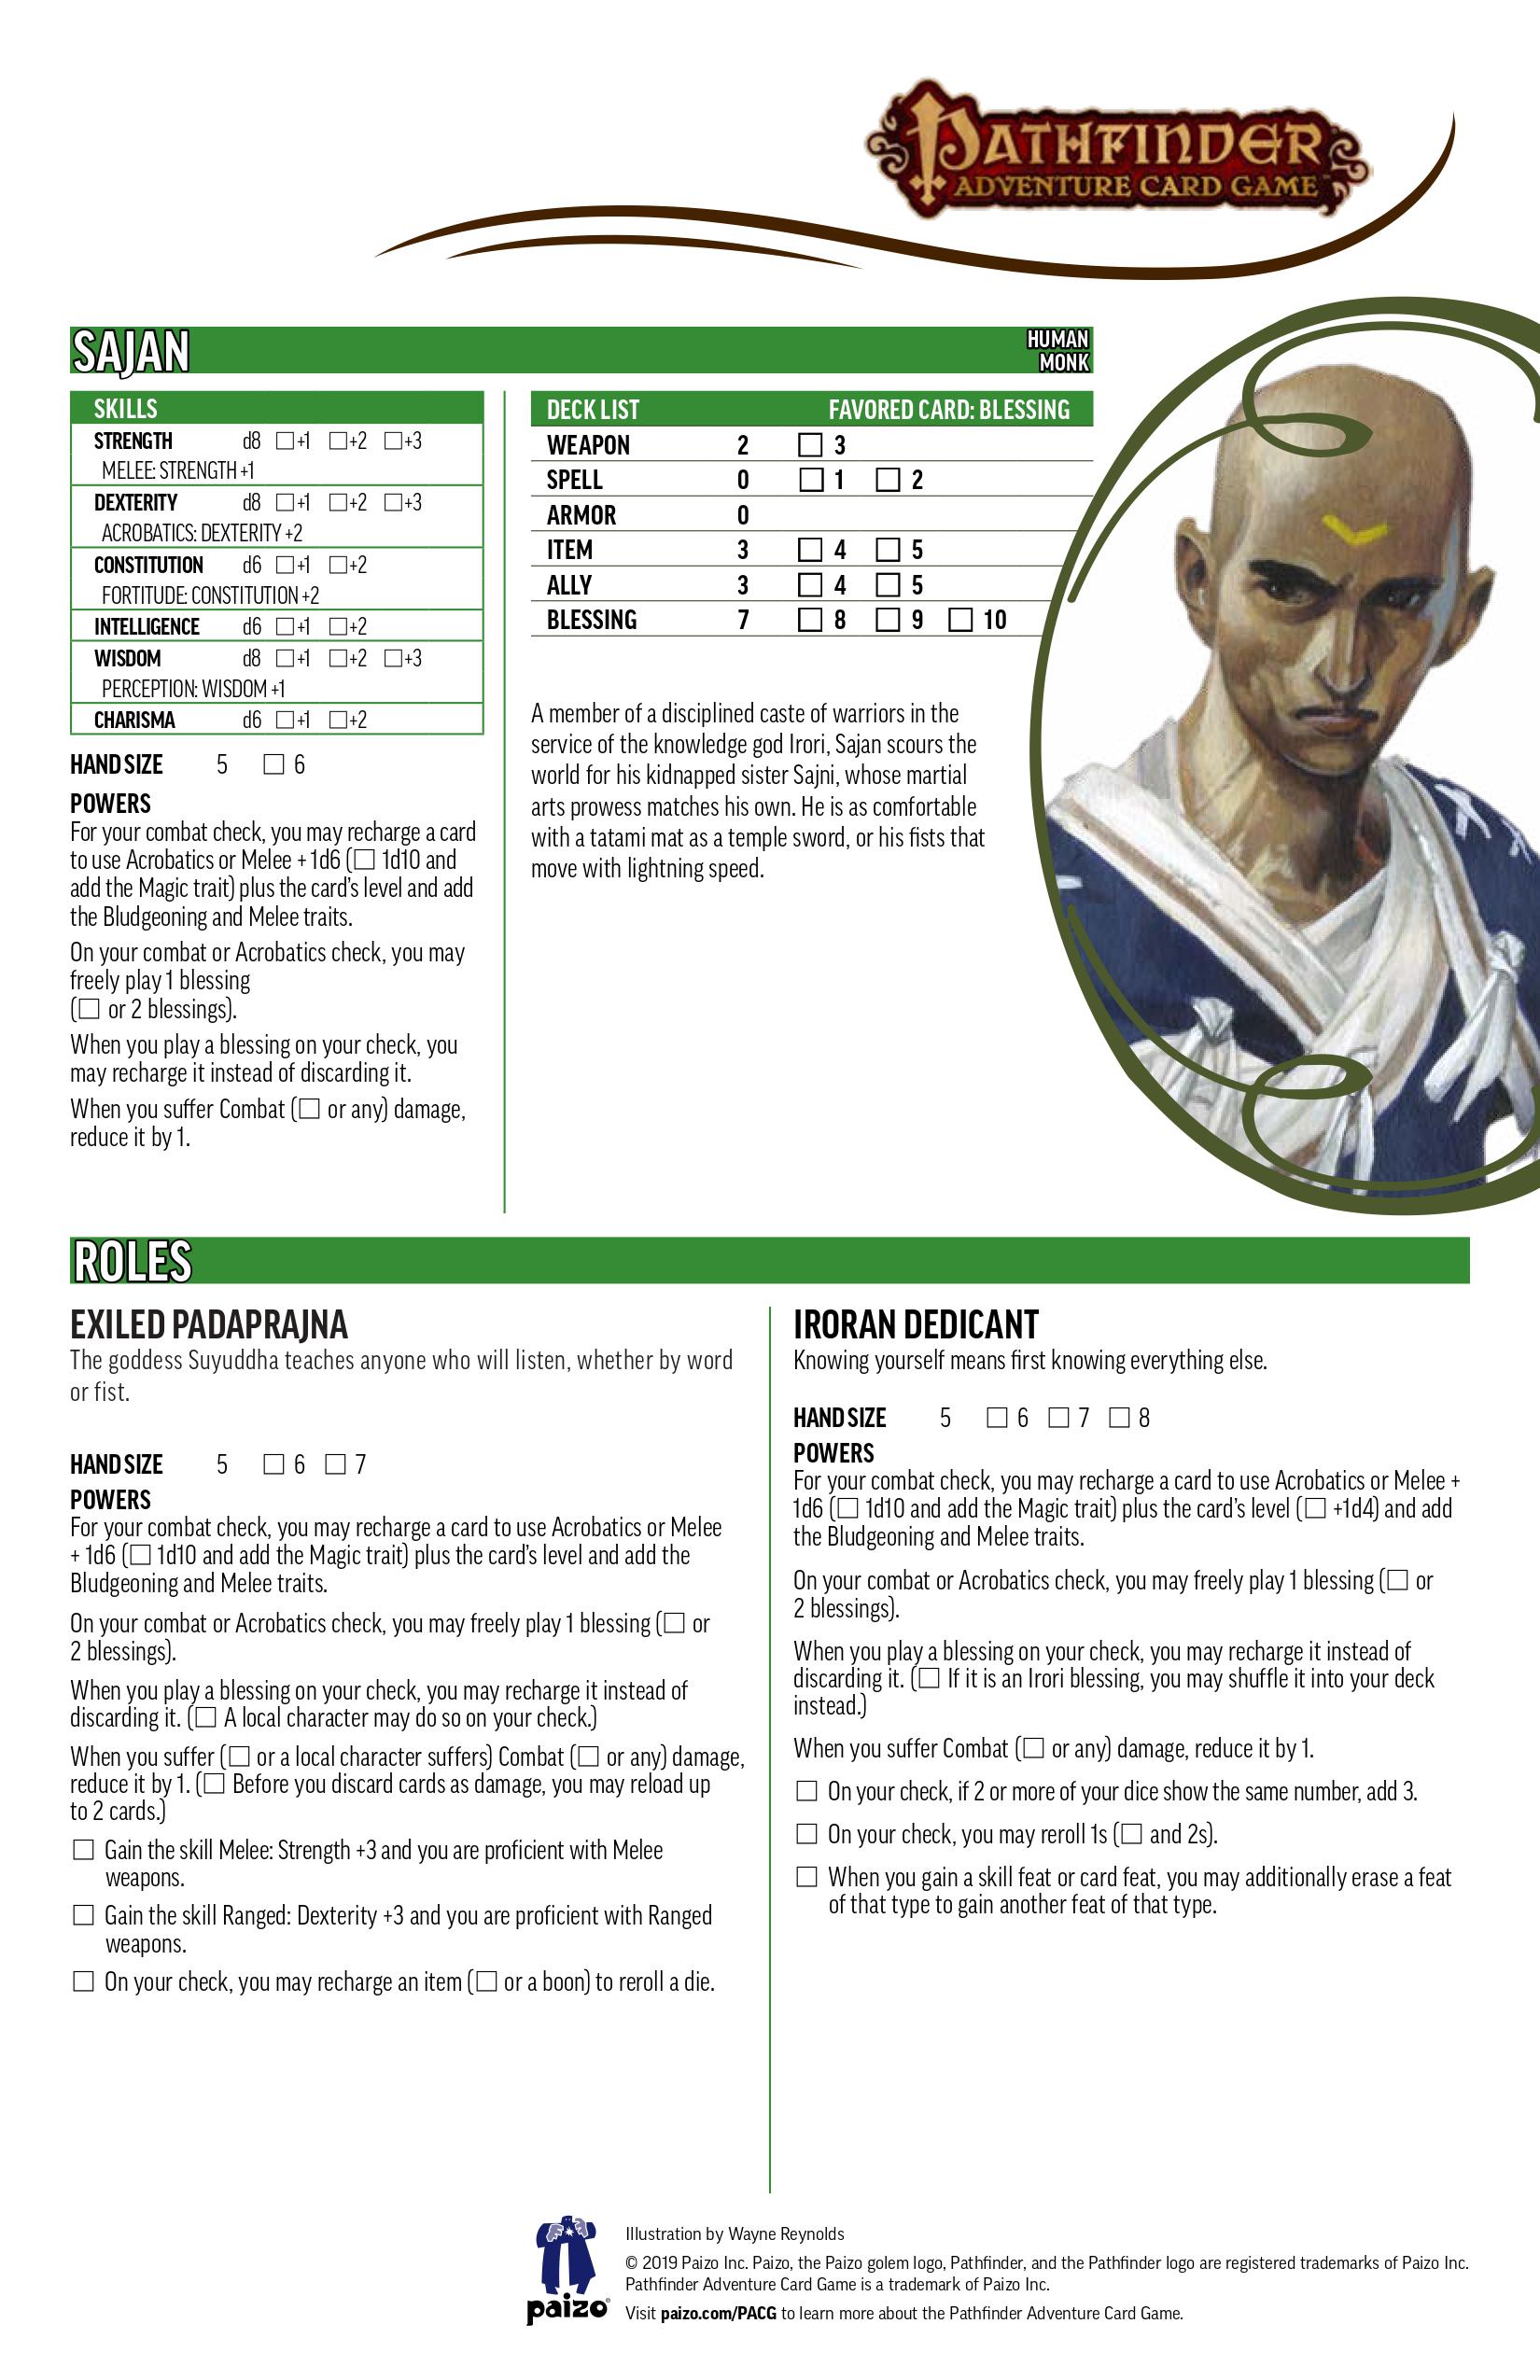 PATHFINDER
ADVENTURE CARD GAME
SAJAN
HUMAN
MONK
SKILLS
STRENGTH d8 □+1 □+2 □+3
MELEE: STRENGTH +1
DEXTERITY d8 □+1 □+2 □+3
ACROBATICS: DEXTERITY +2
CONSTITUTION d6 □+1 □+2
FORTITUDE: CONSTITUTION +2
INTELLIGENCE d6 □+1 □+2
WISDOM d8 □+1 □+2 □+3
PERCEPTION: WISDOM +1
CHARISMA d6 □+1 □+2
HAND SIZE 5 □ 6
POWERS
For your combat check, you may recharge a card
to use Acrobatics or Melee + 1d6 (□ 1d10 and
add the Magic trait) plus the card's level and add
the Bludgeoning and Melee traits.
On your combat or Acrobatics check, you may
freely play 1 blessing
(□ or 2 blessings).
When you play a blessing on your check, you
may recharge it instead of discarding it.
When you suffer Combat (□ or any) damage,
reduce it by 1.
DECK LIST FAVORED CARD: BLESSING
WEAPON 2 □ 3
SPELL 0 □ 1 □ 2
ARMOR 0
ITEM 3 □ 4 □ 5
ALLY 3 □ 4 □ 5
BLESSING 7 □ 8 □ 9 □ 10
A member of a disciplined caste of warriors in the
service of the knowledge god Irori, Sajan scours the
world for his kidnapped sister Sajni, whose martial
arts prowess matches his own. He is as comfortable
with a tatami mat as a temple sword, or his fists that
move with lightning speed.
ROLES
EXILED PADAPRAJNA
The goddess Suyuddha teaches anyone who will listen, whether by word
or fist.
HAND SIZE 5 □ 6 □ 7
POWERS
For your combat check, you may recharge a card to use Acrobatics or Melee
+ 1d6 (□ 1d10 and add the Magic trait) plus the card's level and add the
Bludgeoning and Melee traits.
On your combat or Acrobatics check, you may freely play 1 blessing (□ or
2 blessings).
When you play a blessing on your check, you may recharge it instead of
discarding it. (□ A local character may do so on your check.)
When you suffer (□ or a local character suffers) Combat (□ or any) damage,
reduce it by 1. (□ Before you discard cards as damage, you may reload up
to 2 cards.)
□ Gain the skill Melee: Strength +3 and you are proficient with Melee
weapons.
□ Gain the skill Ranged: Dexterity +3 and you are proficient with Ranged
weapons.
□ On your check, you may recharge an item (□ or a boon) to reroll a die.
IRORAN DEDICANT
Knowing yourself means first knowing everything else.
HAND SIZE 5 □ 6 □ 7 □ 8
POWERS
For your combat check, you may recharge a card to use Acrobatics or Melee +
1d6 (□ 1d10 and add the Magic trait) plus the card's level (□ +1d4) and add
the Bludgeoning and Melee traits.
On your combat or Acrobatics check, you may freely play 1 blessing (□ or
2 blessings).
When you play a blessing on your check, you may recharge it instead of
discarding it. (□ If it is an Irori blessing, you may shuffle it into your deck
instead.)
When you suffer Combat (□ or any) damage, reduce it by 1.
□ On your check, if 2 or more of your dice show the same number, add 3.
□ On your check, you may reroll 1s (□ and 2s).
□ When you gain a skill feat or card feat, you may additionally erase a feat
of that type to gain another feat of that type.
paizo®
Illustration by Wayne Reynolds
© 2019 Paizo Inc. Paizo, the Paizo golem logo, Pathfinder, and the Pathfinder logo are registered trademarks of Paizo Inc.
Pathfinder Adventure Card Game is a trademark of Paizo Inc.
Visit paizo.com/PACG to learn more about the Pathfinder Adventure Card Game.